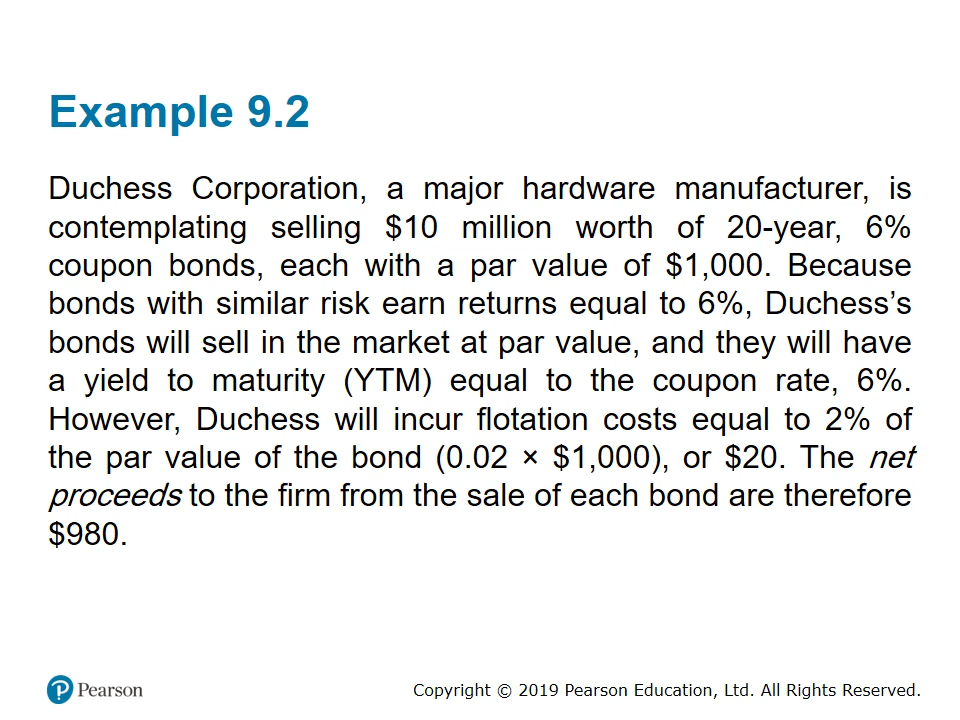 Example 9.2
Duchess Corporation, a major hardware manufacturer, is
contemplating selling $10 million worth of 20-year, 6%
coupon bonds, each with a par value of $1,000. Because
bonds with similar risk earn returns equal to 6%, Duchess’s
bonds will sell in the market at par value, and they will have
a yield to maturity (YTM) equal to the coupon rate, 6%.
However, Duchess will incur flotation costs equal to 2% of
the par value of the bond (0.02 × $1,000), or $20. The net
proceeds to the firm from the sale of each bond are therefore
$980.
Pearson
Copyright © 2019 Pearson Education, Ltd. All Rights Reserved.